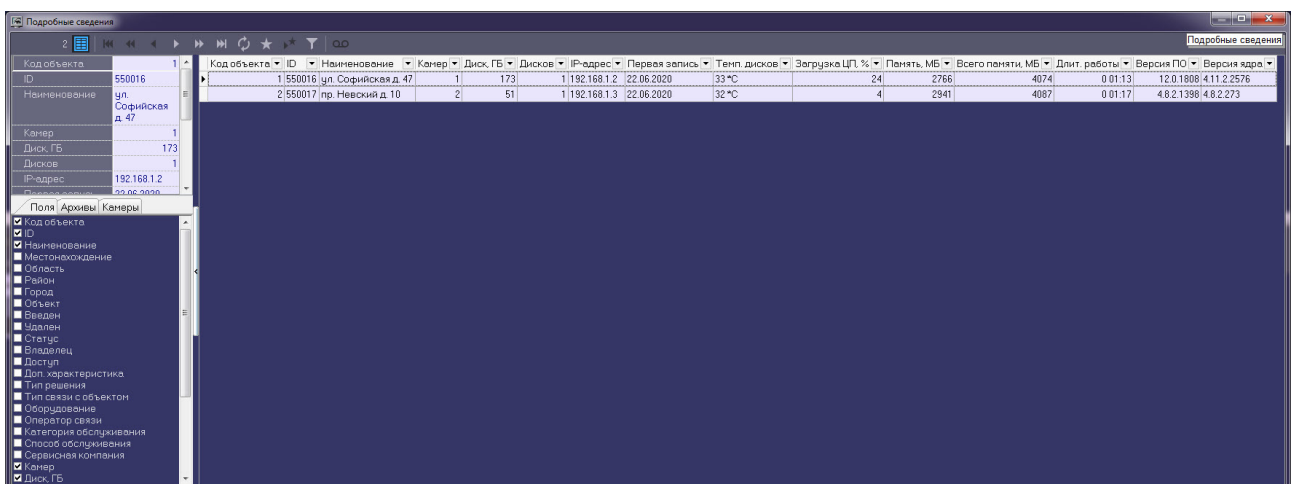 Подробные сведения
2
Подробные сведения
Код объекта 1
ID 550016
Наименование ул. Софийская д. 47
Камер 1
Диск, ГБ 173
Дисков 1
IP-адрес 192.168.1.2
Первая запись 22.06.2020
Поля Архивы Камеры
Код объекта
ID
Наименование
Местонахождение
Область
Район
Город
Объект
Введен
Удален
Статус
Владелец
Доступ
Доп. характеристика
Тип решения
Тип связи с объектом
Оборудование
Оператор связи
Категория обслуживания
Способ обслуживания
Сервисная компания
Камер
Диск, ГБ
Код объекта ID Наименование Камер Диск, ГБ Дисков IP-адрес Первая запись Темп. дисков Загрузка ЦП, % Память, МБ Всего памяти, МБ Длит. работы Версия ПО Версия ядра
1 550016 ул. Софийская д. 47 1 173 1 192.168.1.2 22.06.2020 33 °C 24 2766 4074 0 01:13 12.0.1808 4.11.2.2576
2 550017 пр. Невский д. 10 2 51 1 192.168.1.3 22.06.2020 32 °C 4 2941 4087 0 01:17 4.8.2.1398 4.8.2.273